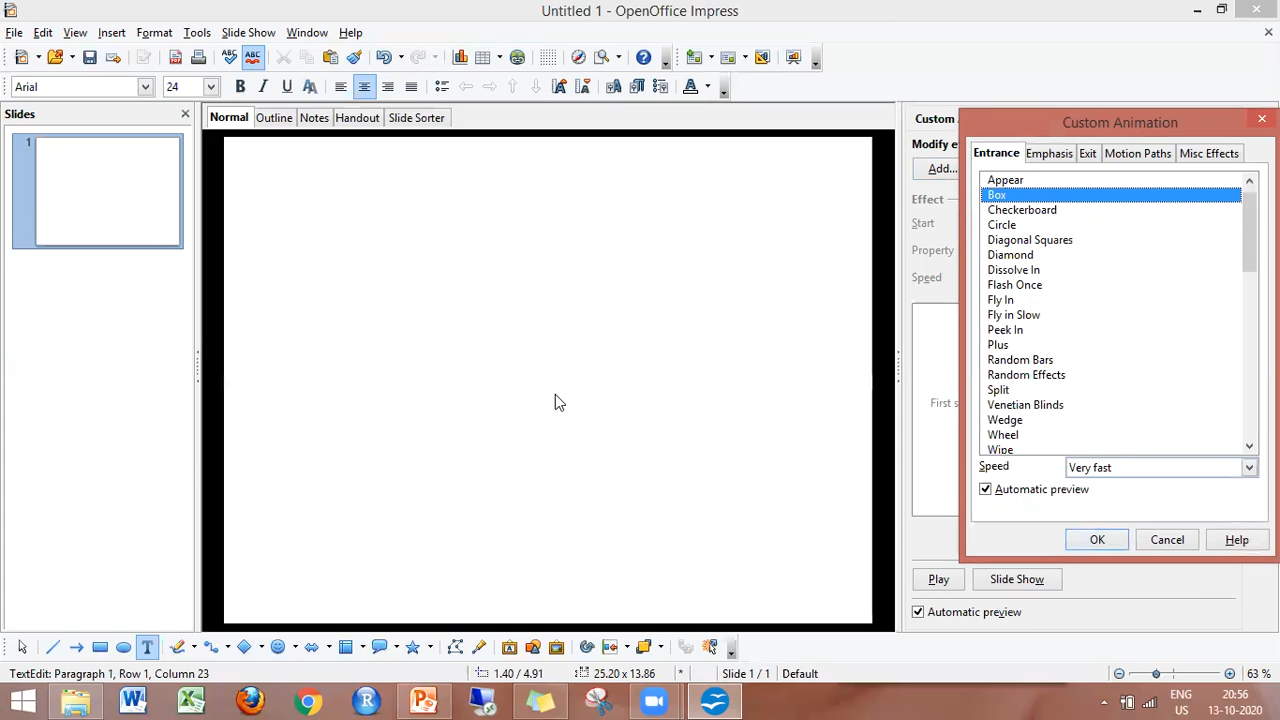 Untitled 1 - OpenOffice Impress
File Edit View Insert Format Tools Slide Show Window Help
Arial 24
Slides
Normal Outline Notes Handout Slide Sorter
1
Modify
Add...
Effect
Start
Property
Speed
First
Play Slide Show
Automatic preview
Custom Animation
Entrance Emphasis Exit Motion Paths Misc Effects
Appear
Box
Checkerboard
Circle
Diagonal Squares
Diamond
Dissolve In
Flash Once
Fly In
Fly in Slow
Peek In
Plus
Random Bars
Random Effects
Split
Venetian Blinds
Wedge
Wheel
Wipe
Speed Very fast
Automatic preview
OK Cancel Help
TextEdit: Paragraph 1, Row 1, Column 23 1.40 / 4.91 25.20 x 13.86 * Slide 1 / 1 Default 63 %
ENG 20:56
US 13-10-2020